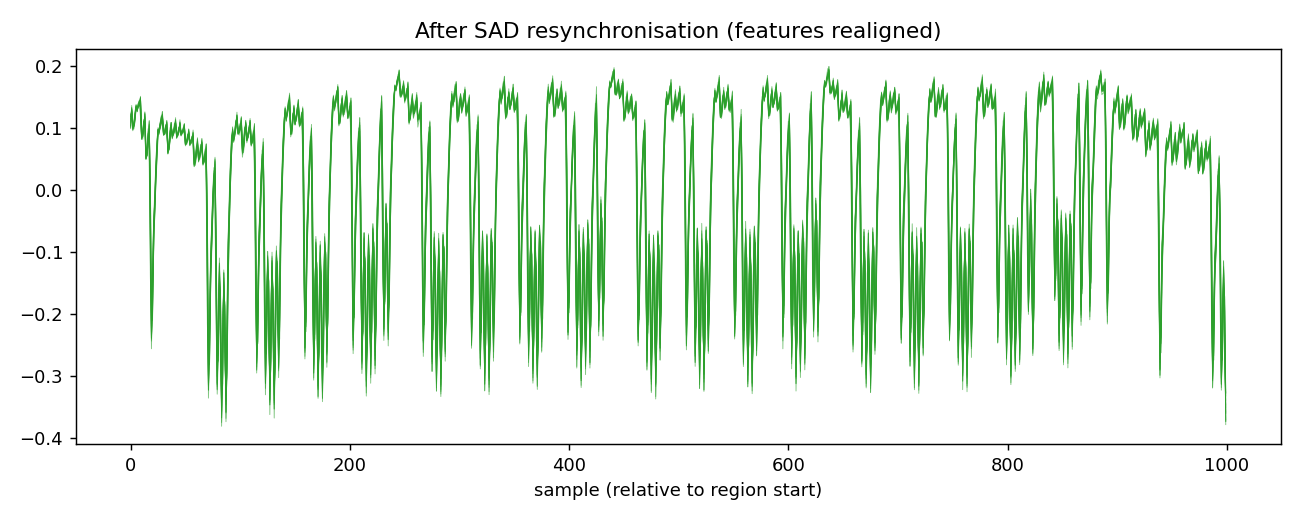 After SAD resynchronisation (features realigned)
0.2
0.1
0.0
−0.1
−0.2
−0.3
−0.4
0 200 400 600 800 1000
sample (relative to region start)